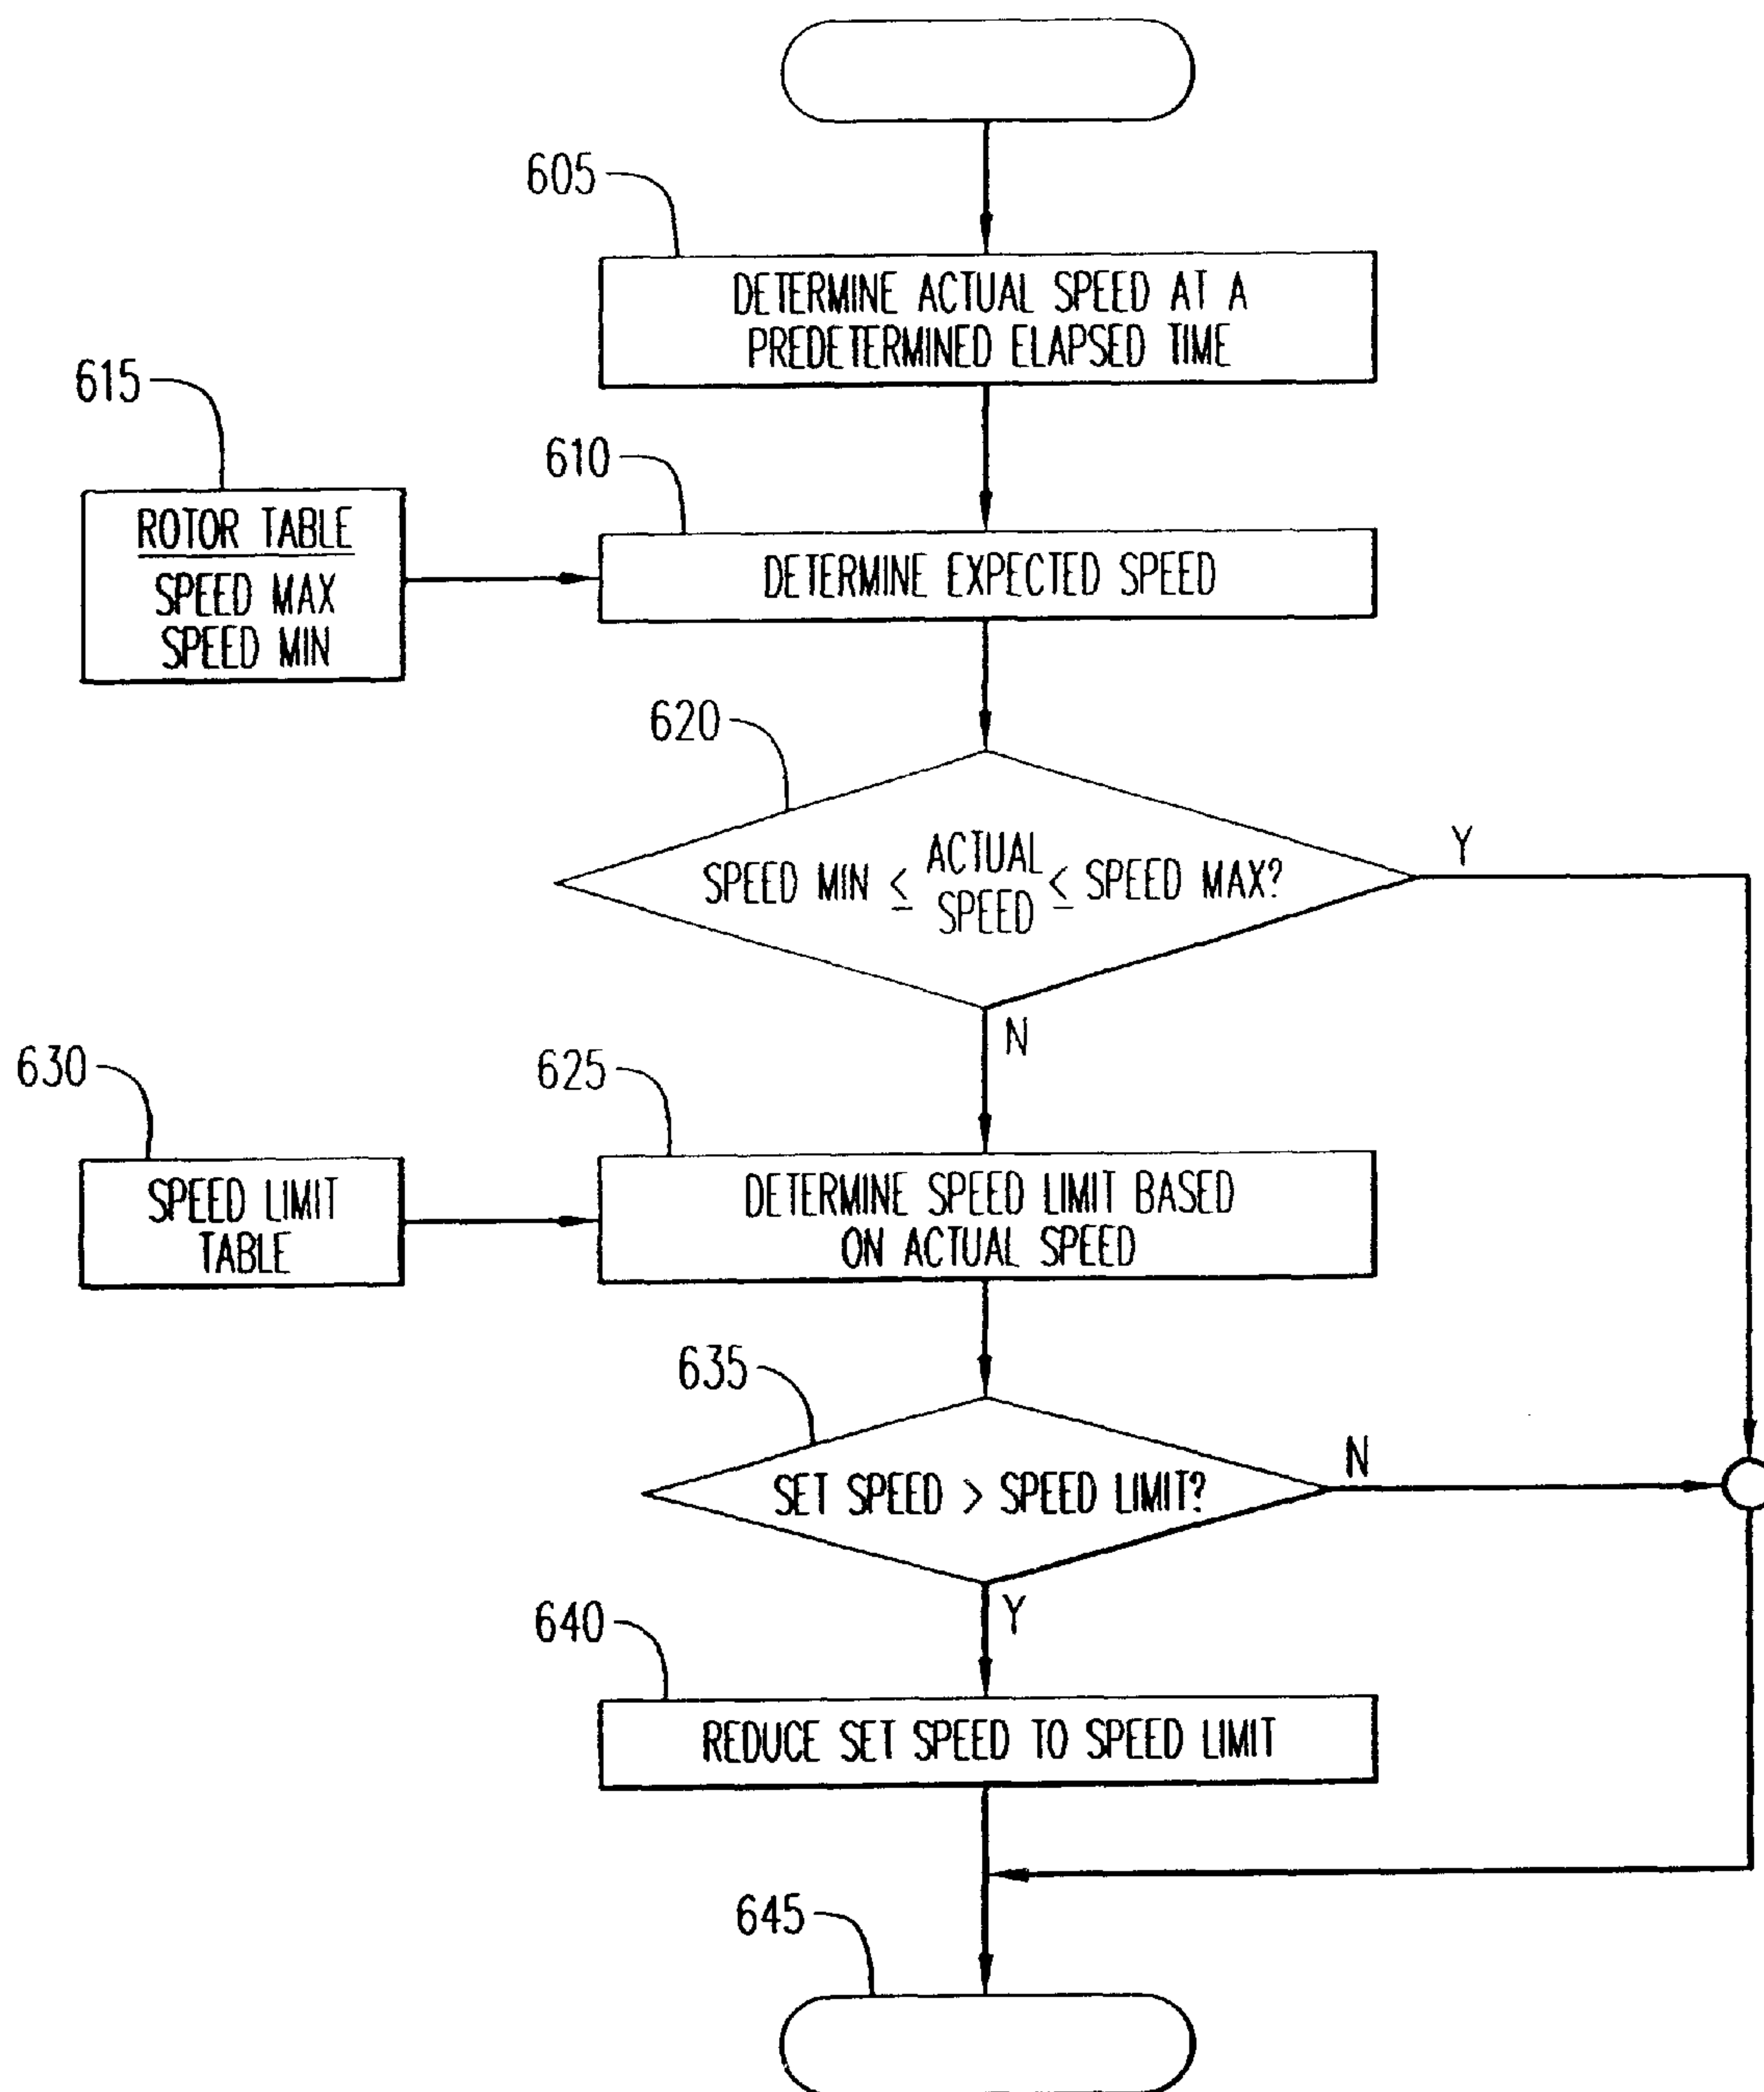 605
DETERMINE ACTUAL SPEED AT A
PREDETERMINED ELAPSED TIME
615
ROTOR TABLE
SPEED MAX
SPEED MIN
610
DETERMINE EXPECTED SPEED
620
SPEED MIN ≤ ACTUAL SPEED ≤ SPEED MAX?
Y
N
630
SPEED LIMIT
TABLE
625
DETERMINE SPEED LIMIT BASED
ON ACTUAL SPEED
635
SET SPEED > SPEED LIMIT?
N
Y
640
REDUCE SET SPEED TO SPEED LIMIT
645